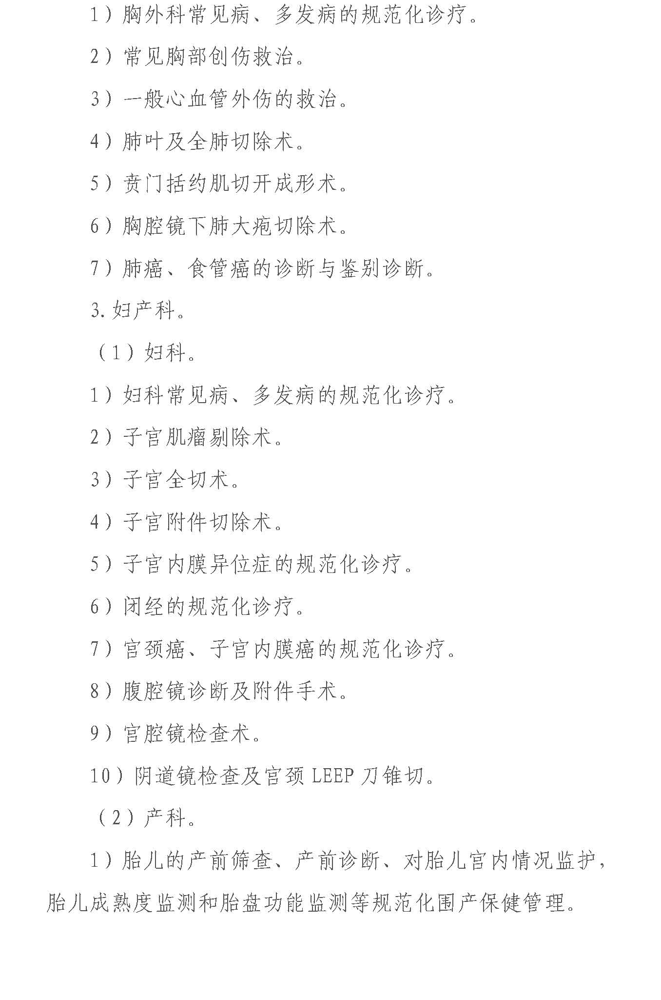 1）胸外科常见病、多发病的规范化诊疗。
2）常见胸部创伤救治。
3）一般心血管外伤的救治。
4）肺叶及全肺切除术。
5）贲门括约肌切开成形术。
6）胸腔镜下肺大疱切除术。
7）肺癌、食管癌的诊断与鉴别诊断。
3.妇产科。
（1）妇科。
1）妇科常见病、多发病的规范化诊疗。
2）子宫肌瘤剔除术。
3）子宫全切术。
4）子宫附件切除术。
5）子宫内膜异位症的规范化诊疗。
6）闭经的规范化诊疗。
7）宫颈癌、子宫内膜癌的规范化诊疗。
8）腹腔镜诊断及附件手术。
9）宫腔镜检查术。
10）阴道镜检查及宫颈 LEEP 刀锥切。
（2）产科。
1）胎儿的产前筛查、产前诊断、对胎儿宫内情况监护，
胎儿成熟度监测和胎盘功能监测等规范化围产保健管理。